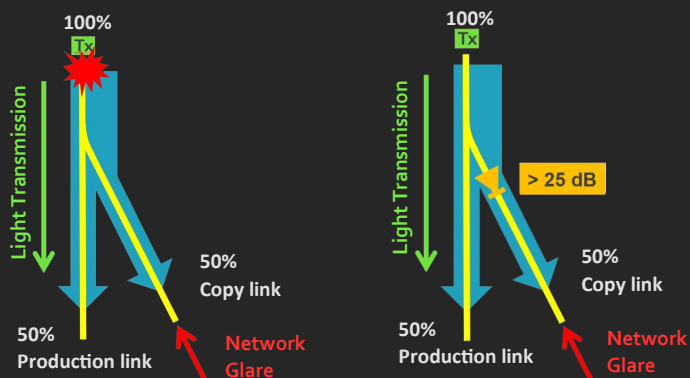 100%
Tx
Light Transmission
50%
Copy link
50%
Production link
Network
Glare
100%
Tx
Light Transmission
> 25 dB
50%
Copy link
50%
Production link
Network
Glare